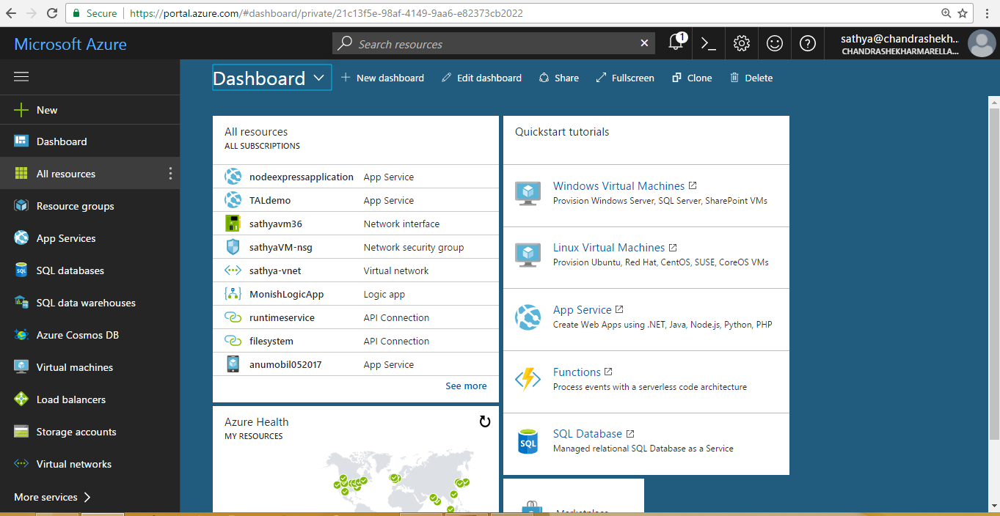 Secure https://portal.azure.com/#dashboard/private/21c13f5e-98af-4149-9aa6-e82373cb2022
Microsoft Azure
Search resources
1
sathya@chandrashekh...
CHANDRASHEKHARMARELLA...
Dashboard
New dashboard
Edit dashboard
Share
Fullscreen
Clone
Delete
New
Dashboard
All resources
Resource groups
App Services
SQL databases
SQL data warehouses
Azure Cosmos DB
Virtual machines
Load balancers
Storage accounts
Virtual networks
More services
All resources
ALL SUBSCRIPTIONS
nodeexpressapplication App Service
TALdemo App Service
sathyavm36 Network interface
sathyaVM-nsg Network security group
sathya-vnet Virtual network
MonishLogicApp Logic app
runtimeservice API Connection
filesystem API Connection
anumobil052017 App Service
See more
Azure Health
MY RESOURCES
Quickstart tutorials
Windows Virtual Machines
Provision Windows Server, SQL Server, SharePoint VMs
Linux Virtual Machines
Provision Ubuntu, Red Hat, CentOS, SUSE, CoreOS VMs
App Service
Create Web Apps using .NET, Java, Node.js, Python, PHP
Functions
Process events with a serverless code architecture
SQL
SQL Database
Managed relational SQL Database as a Service
Marketplace